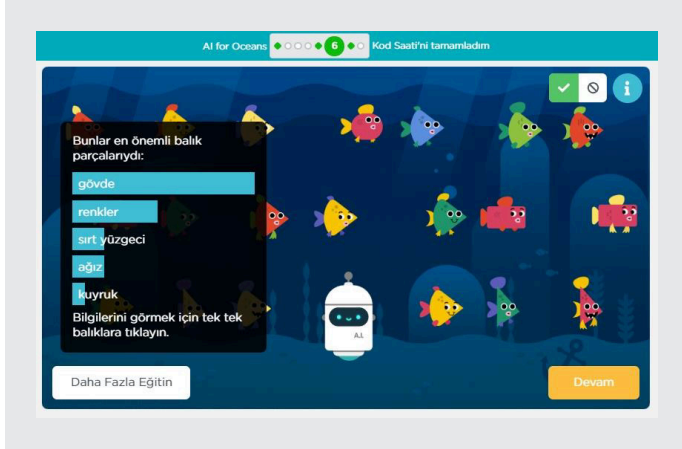 AI for Oceans 6 Kod Saati'ni tamamladım
i
Bunlar en önemli balık
parçalarıydı:
gövde
renkler
sırt yüzgeci
ağız
kuyruk
Bilgilerini görmek için tek tek
balıklara tıklayın.
A.I.
Daha Fazla Eğitin
Devam